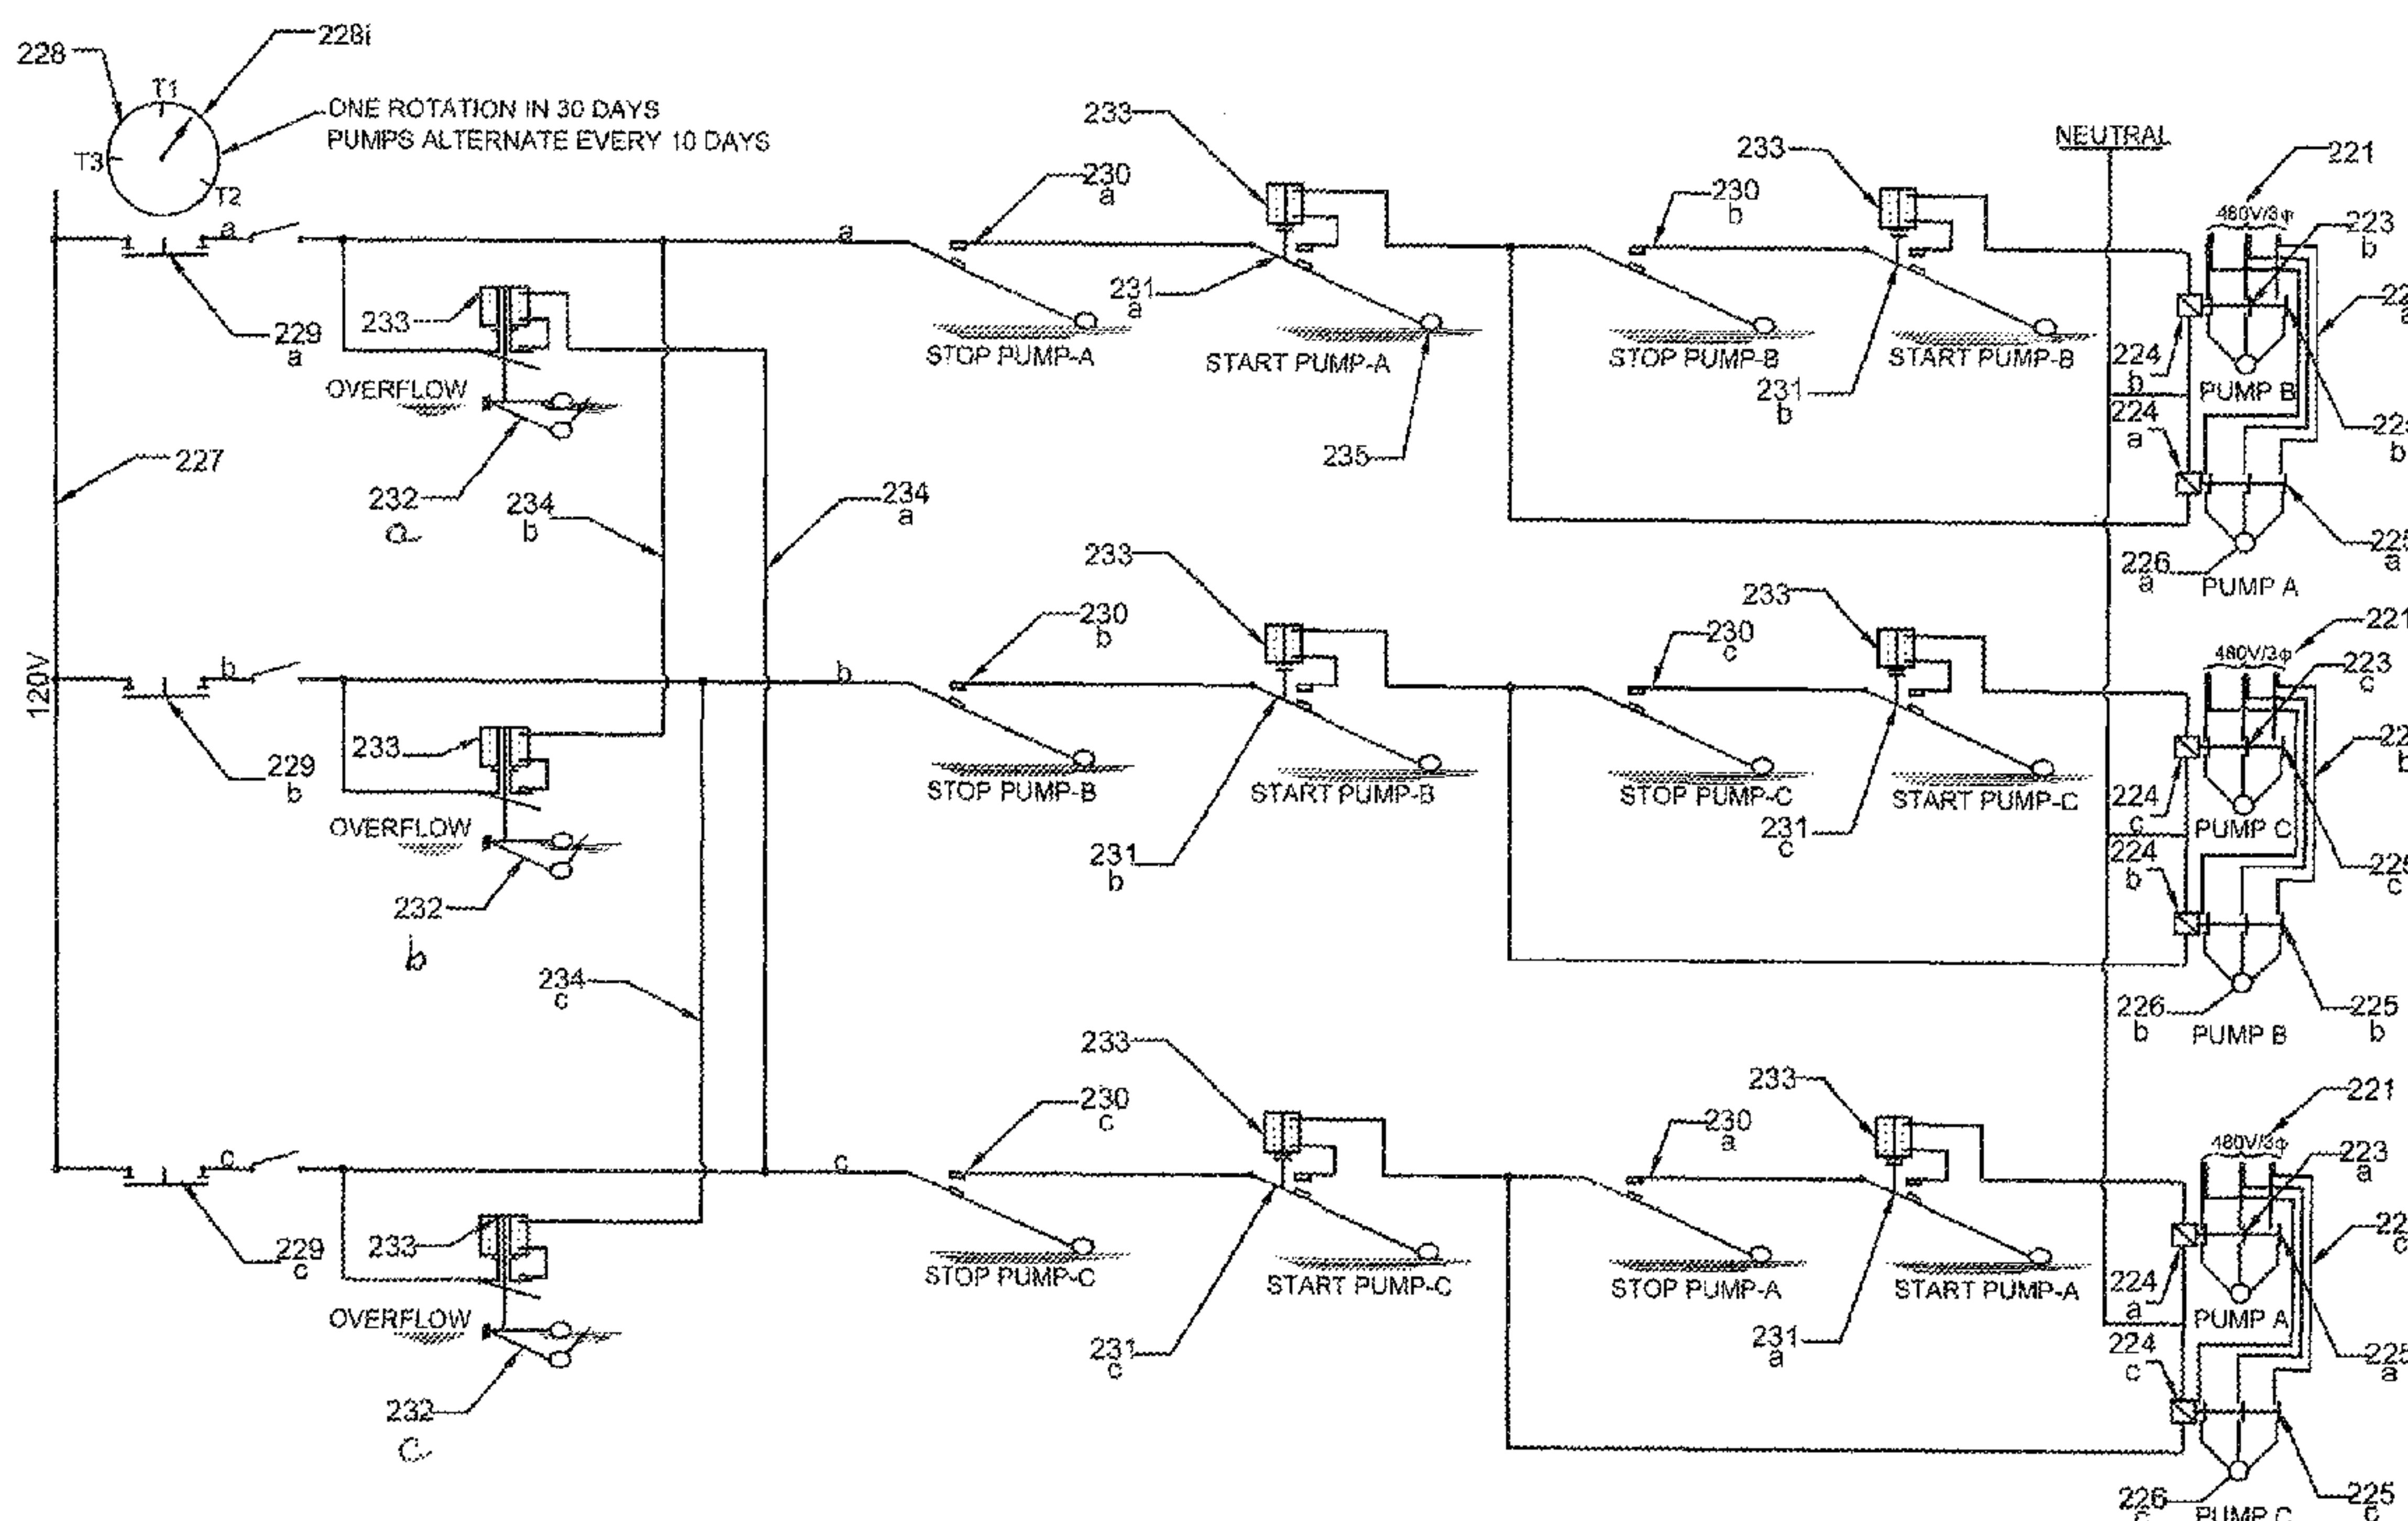 228
228i
T1
T2
T3
ONE ROTATION IN 30 DAYS
PUMPS ALTERNATE EVERY 10 DAYS
227
120V
NEUTRAL
a
229
a
233
OVERFLOW
232
a
234
b
234
a
a
230
a
STOP PUMP-A
233
231
a
START PUMP-A
235
230
b
STOP PUMP-B
233
231
b
START PUMP-B
221
480V/3φ
223
b
224
b
PUMP B
224
a
225
a
226
a
PUMP A
b
229
b
233
OVERFLOW
232
b
234
c
b
230
b
STOP PUMP-B
233
231
b
START PUMP-B
230
c
STOP PUMP-C
233
231
c
START PUMP-C
221
480V/3φ
223
c
224
c
PUMP C
224
b
225
c
226
b
225
b
PUMP B
c
229
c
233
OVERFLOW
232
c
c
230
c
STOP PUMP-C
233
231
c
START PUMP-C
230
a
STOP PUMP-A
233
231
a
START PUMP-A
221
480V/3φ
223
a
224
a
PUMP A
224
c
225
a
226
c
225
c
PUMP C